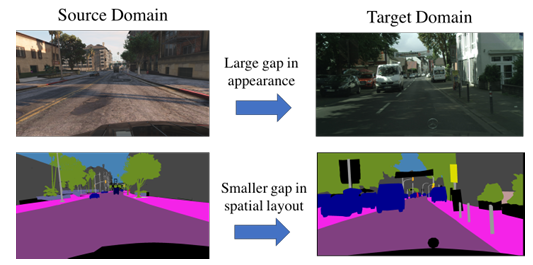 Source Domain
Target Domain
Large gap in
appearance
Smaller gap in
spatial layout